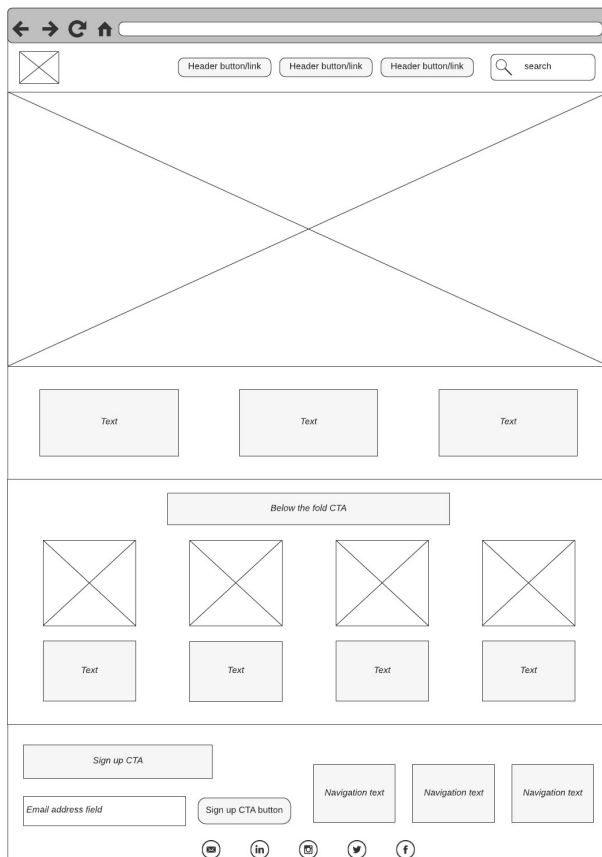 Header button/link
Header button/link
Header button/link
search
Text
Text
Text
Below the fold CTA
Text
Text
Text
Text
Sign up CTA
Navigation text
Navigation text
Navigation text
Email address field
Sign up CTA button
in
f